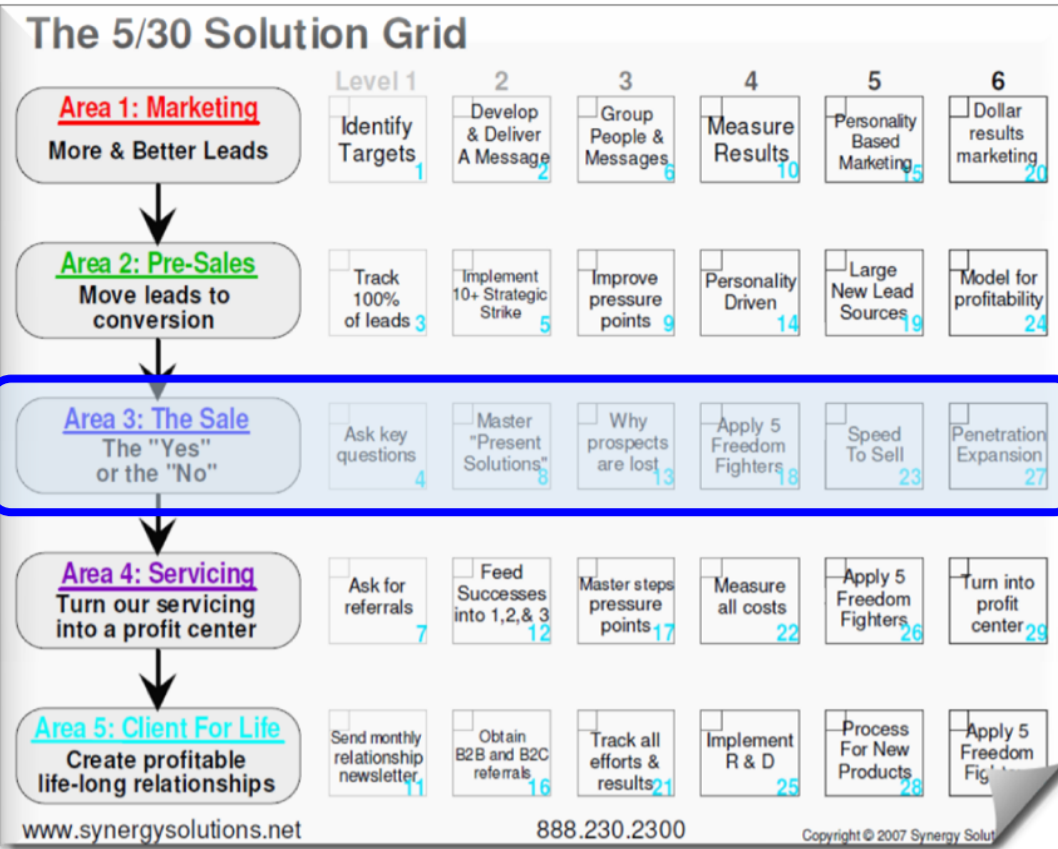 The 5/30 Solution Grid
Level 1 2 3 4 5 6
Area 1: Marketing
More & Better Leads
Identify
Targets
1
Develop
& Deliver
A Message
2
Group
People &
Messages
6
Measure
Results
10
Personality
Based
Marketing
15
Dollar
results
marketing
20
Area 2: Pre-Sales
Move leads to
conversion
Track
100%
of leads 3
Implement
10+ Strategic
Strike
5
Improve
pressure
points 9
Personality
Driven
14
Large
New Lead
Sources
19
Model for
profitability
24
Area 3: The Sale
The "Yes"
or the "No"
Ask key
questions
4
Master
"Present
Solutions"
8
Why
prospects
are lost
13
Apply 5
Freedom
Fighters
18
Speed
To Sell
23
Penetration
Expansion
27
Area 4: Servicing
Turn our servicing
into a profit center
Ask for
referrals
7
Feed
Successes
into 1,2,& 3
12
Master steps
pressure
points 17
Measure
all costs
22
Apply 5
Freedom
Fighters
26
Turn into
profit
center 29
Area 5: Client For Life
Create profitable
life-long relationships
Send monthly
relationship
newsletter
11
Obtain
B2B and B2C
referrals
16
Track all
efforts &
results 21
Implement
R & D
25
Process
For New
Products
28
Apply 5
Freedom
www.synergysolutions.net
888.230.2300
Copyright © 2007 Synergy